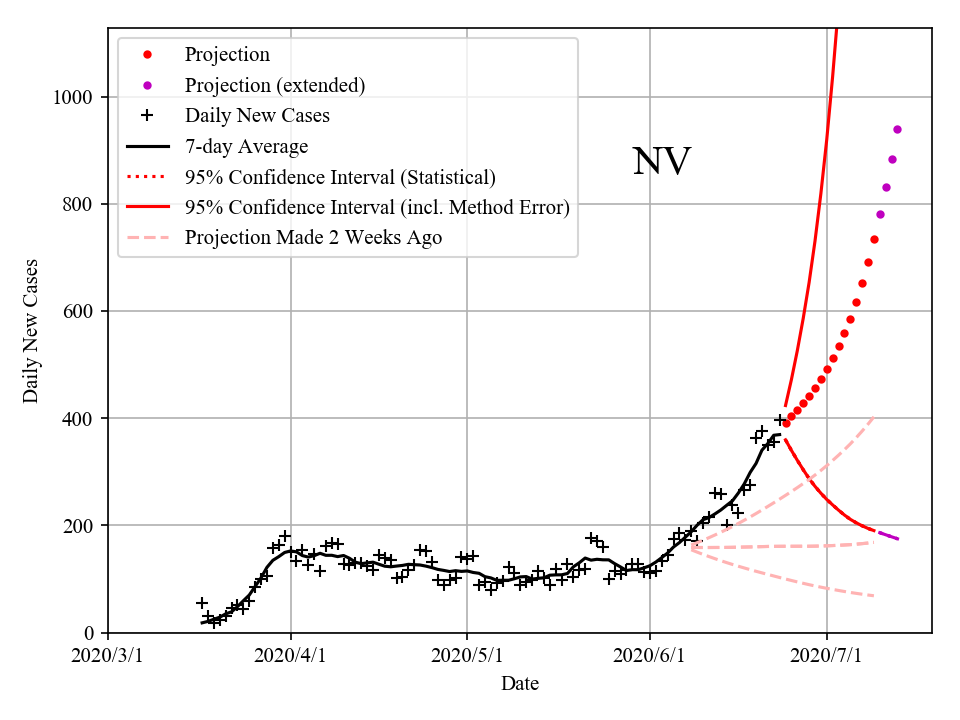 Projection
Projection (extended)
Daily New Cases
7-day Average
95% Confidence Interval (Statistical)
95% Confidence Interval (incl. Method Error)
Projection Made 2 Weeks Ago
NV
1000
800
600
400
200
0
2020/3/1 2020/4/1 2020/5/1 2020/6/1 2020/7/1
Date
Daily New Cases